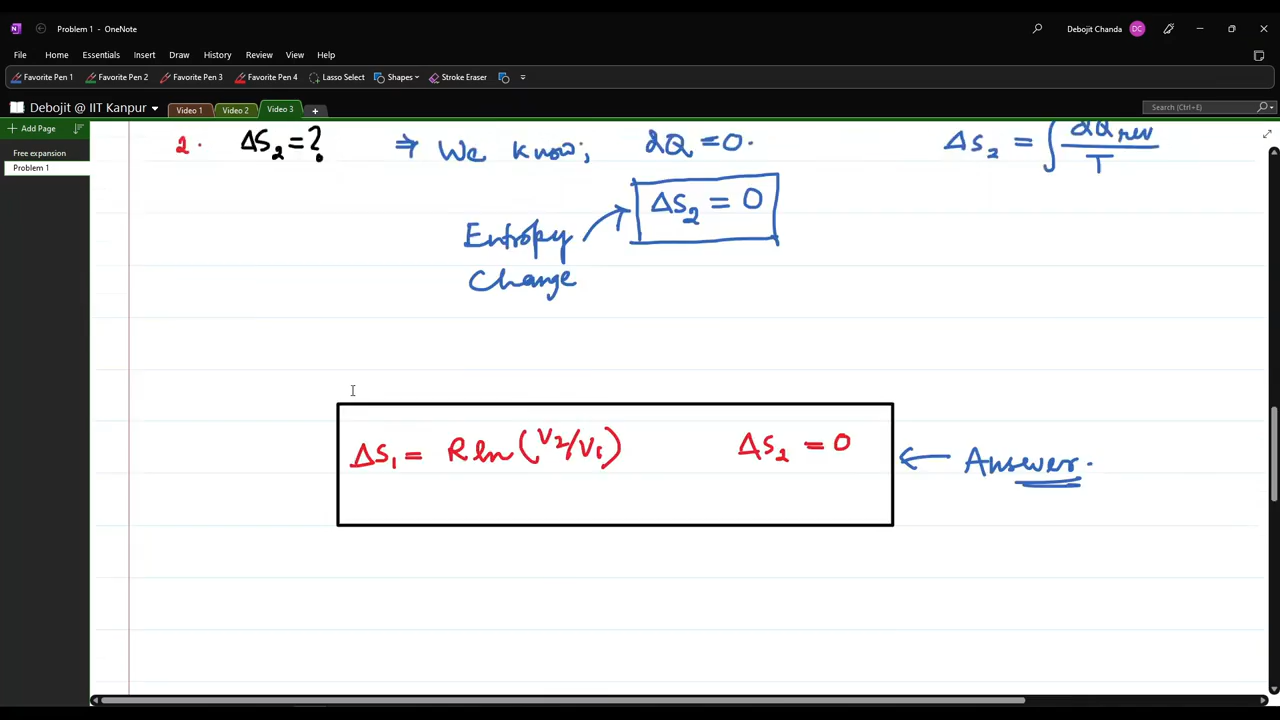 Problem 1 - OneNote
Debojit Chanda DC
File Home Essentials Insert Draw History Review View Help
Favorite Pen 1 Favorite Pen 2 Favorite Pen 3 Favorite Pen 4 Lasso Select Shapes Stroke Eraser
Debojit @ IIT Kanpur Video 1 Video 2 Video 3 + Search (Ctrl+E)
Add Page
Free expansion
Problem 1
2. ΔS₂ = ? ⇒ We know; dQ = 0. ΔS₂ = ∫ dQrev / T
ΔS₂ = 0
Entropy
Change
ΔS₁ = R ln (V₂/V₁) ΔS₂ = 0 ← Answer.